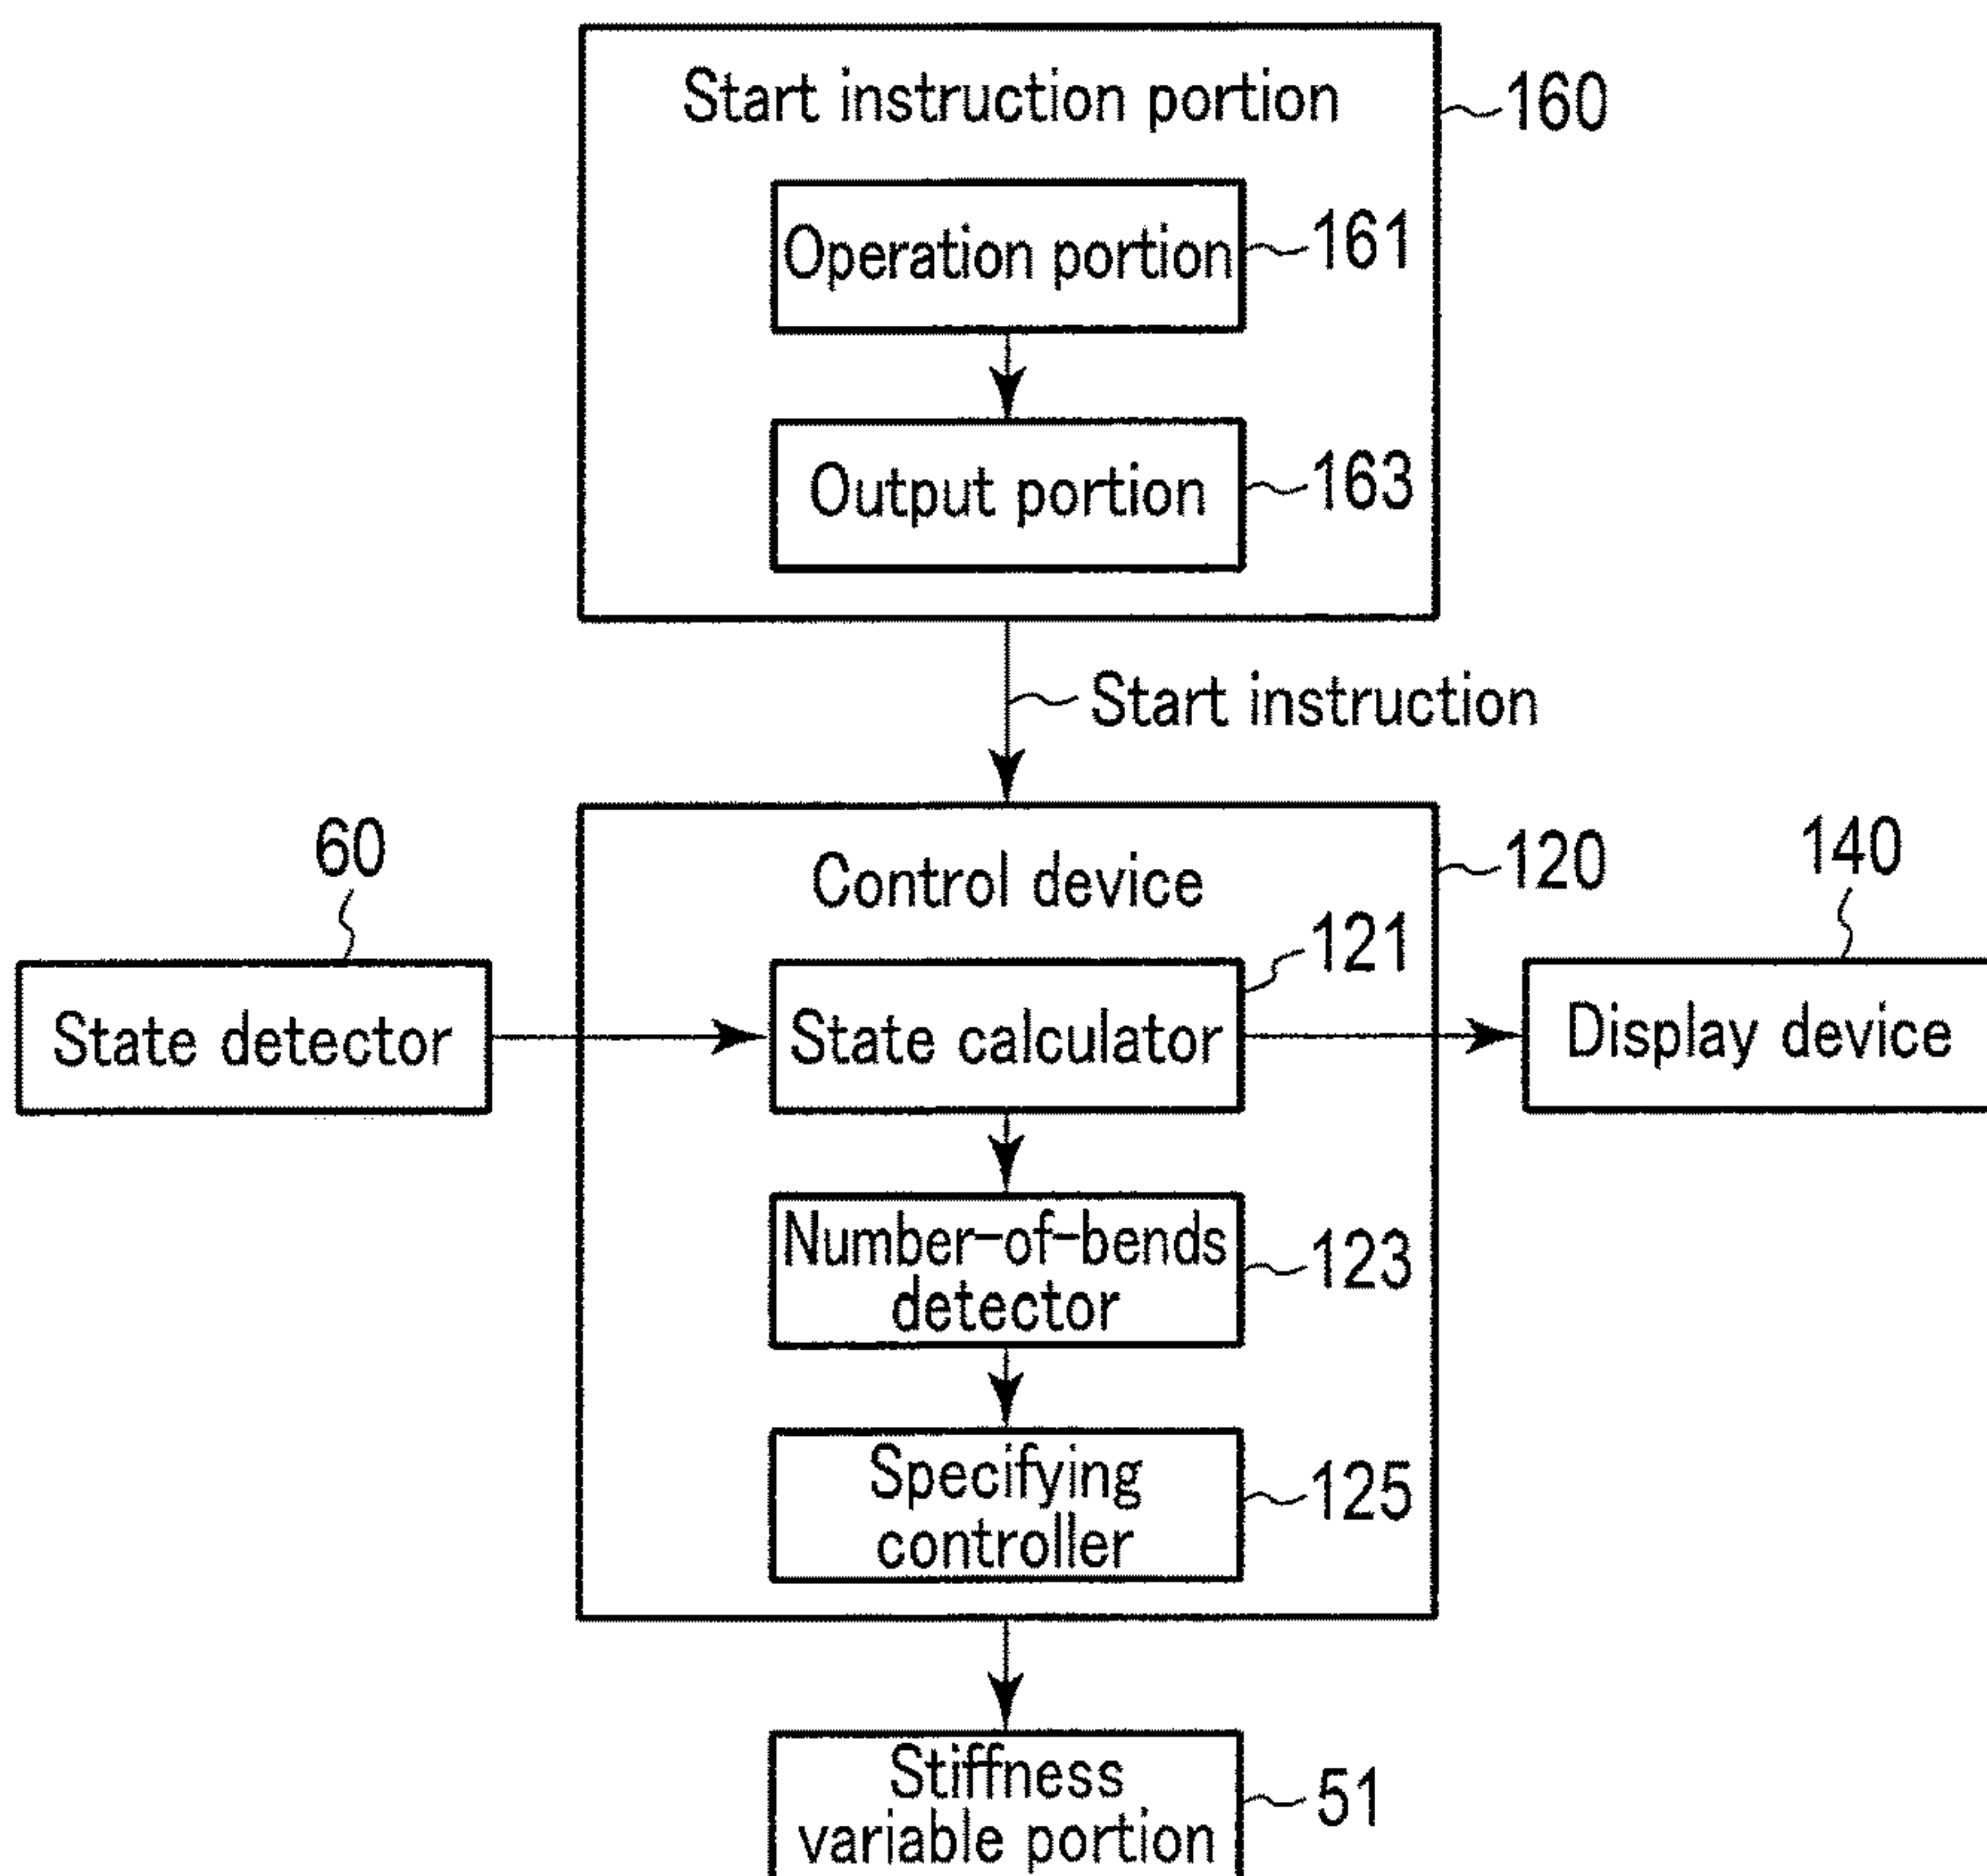 Start instruction portion
160
Operation portion
161
Output portion
163
Start instruction
60
Control device
120
140
121
State detector
State calculator
Display device
Number-of-bends
detector
123
Specifying
controller
125
Stiffness
variable portion
51